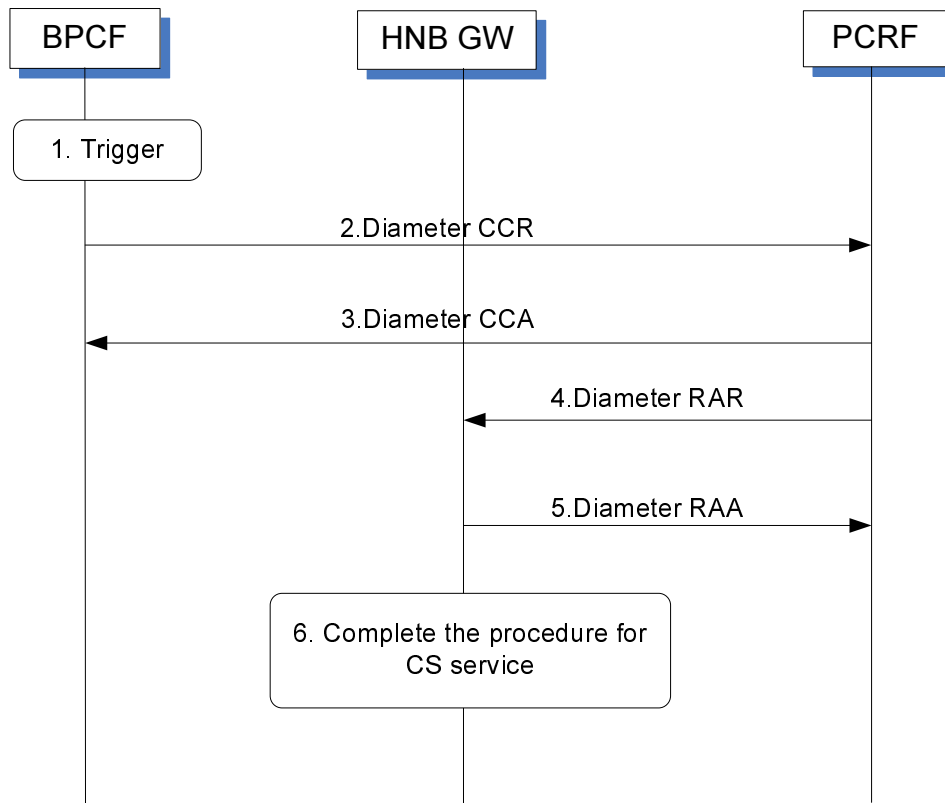 BPCF
HNB GW
PCRF
1. Trigger
2.Diameter CCR
3.Diameter CCA
4.Diameter RAR
5.Diameter RAA
6. Complete the procedure for
CS service